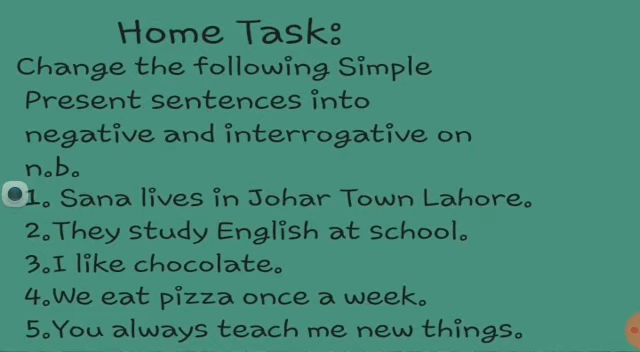 Home Task:
Change the following Simple
Present sentences into
negative and interrogative on
n.b.
1. Sana lives in Johar Town Lahore.
2.They study English at school.
3.I like chocolate.
4.We eat pizza once a week.
5.You always teach me new things.